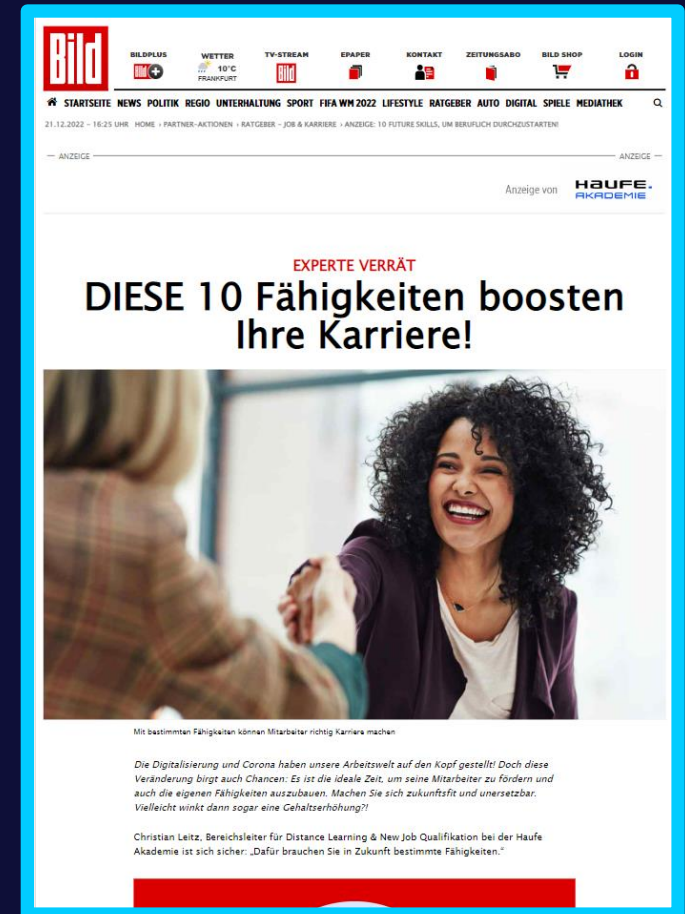 Bild
BILDPLUS WETTER TV-STREAM EPAPER KONTAKT ZEITUNGSABO BILD SHOP LOGIN
Bild 10°C Bild
FRANKFURT
STARTSEITE NEWS POLITIK REGIO UNTERHALTUNG SPORT FIFA WM 2022 LIFESTYLE RATGEBER AUTO DIGITAL SPIELE MEDIATHEK
21.12.2022 – 16:25 UHR HOME › PARTNER-AKTIONEN › RATGEBER – JOB & KARRIERE › ANZEIGE: 10 FUTURE SKILLS, UM BERUFLICH DURCHZUSTARTEN!
ANZEIGE ANZEIGE
Anzeige von HAUFE.
AKADEMIE
EXPERTE VERRÄT
DIESE 10 Fähigkeiten boosten
Ihre Karriere!
Mit bestimmten Fähigkeiten können Mitarbeiter richtig Karriere machen
Die Digitalisierung und Corona haben unsere Arbeitswelt auf den Kopf gestellt! Doch diese
Veränderung birgt auch Chancen: Es ist die ideale Zeit, um seine Mitarbeiter zu fördern und
auch die eigenen Fähigkeiten auszubauen. Machen Sie sich zukunftsfit und unersetzbar.
Vielleicht winkt dann sogar eine Gehaltserhöhung?!
Christian Leitz, Bereichsleiter für Distance Learning & New Job Qualifikation bei der Haufe
Akademie ist sich sicher: „Dafür brauchen Sie in Zukunft bestimmte Fähigkeiten.“